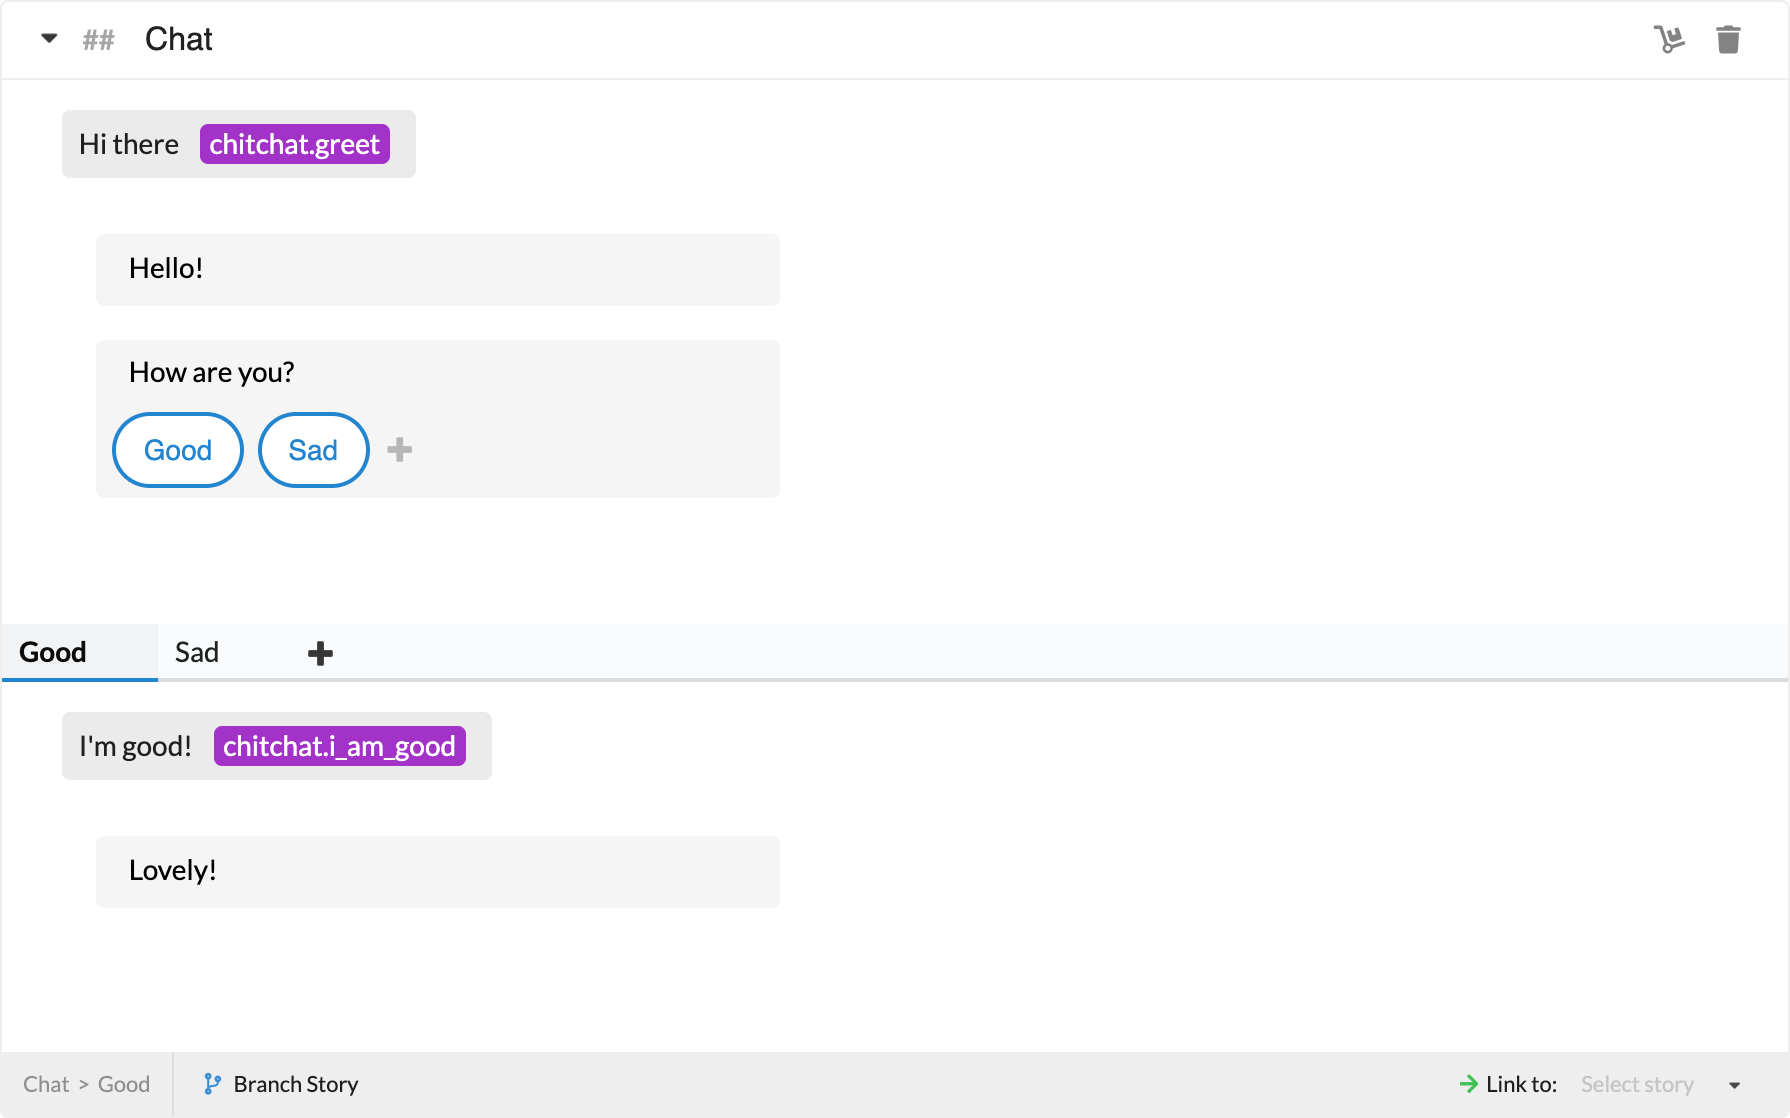 ## Chat
Hi there chitchat.greet
Hello!
How are you?
Good Sad
Good Sad
I'm good! chitchat.i_am_good
Lovely!
Chat > Good Branch Story Link to: Select story